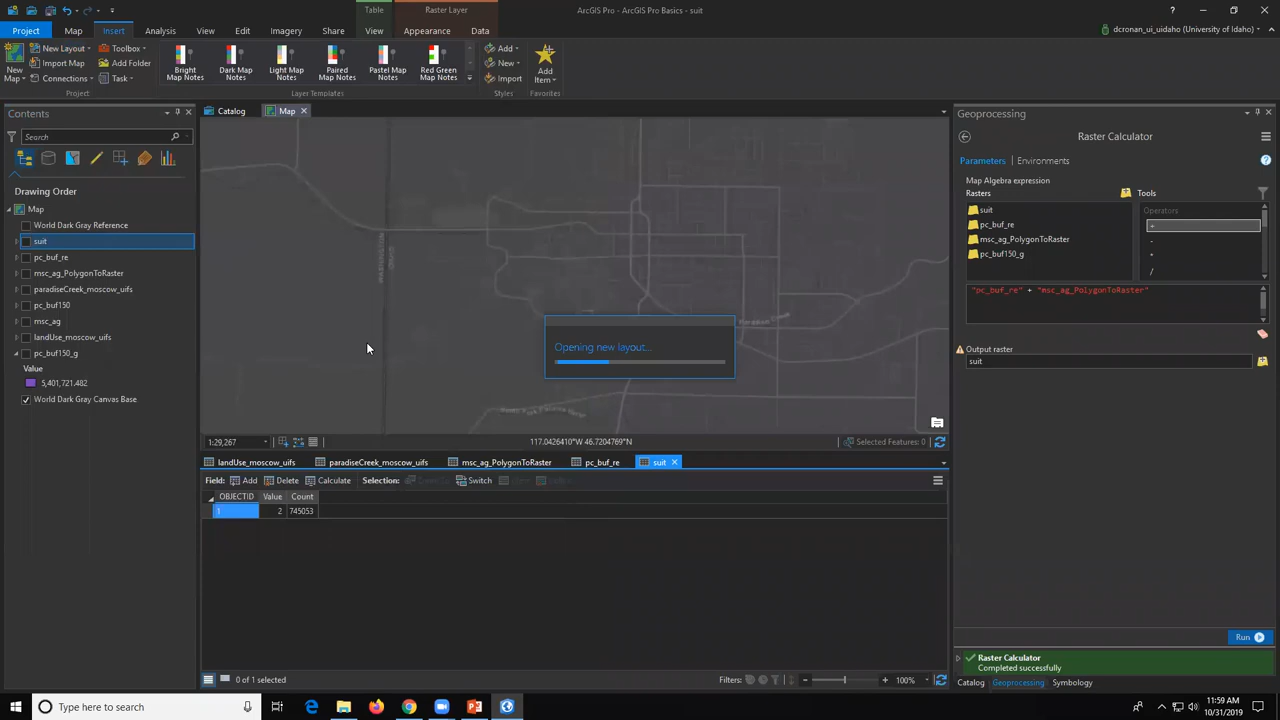 ArcGIS Pro - ArcGIS Pro Basics - suit
Table
Raster Layer
Project
Map
Insert
Analysis
View
Edit
Imagery
Share
View
Appearance
Data
dcronan_ui_uidaho (University of Idaho)
New Map
New Layout
Import Map
Connections
Toolbox
Add Folder
Task
Project
Bright Map Notes
Dark Map Notes
Light Map Notes
Paired Map Notes
Pastel Map Notes
Red Green Map Notes
Layer Templates
Add
New
Import
Styles
Add Item
Favorites
Contents
Search
Drawing Order
Map
World Dark Gray Reference
suit
pc_buf_re
msc_ag_PolygonToRaster
paradiseCreek_moscow_uifs
pc_buf150
msc_ag
landUse_moscow_uifs
pc_buf150_g
Value
5,401,721.482
World Dark Gray Canvas Base
Catalog
Map
Opening new layout...
1:29,267
117.0426410°W 46.7204769°N
Selected Features: 0
landUse_moscow_uifs
paradiseCreek_moscow_uifs
msc_ag_PolygonToRaster
pc_buf_re
suit
Field:
Add
Delete
Calculate
Selection:
Switch
OBJECTID
Value
Count
1
2
745053
0 of 1 selected
Filters:
100%
Geoprocessing
Raster Calculator
Parameters
Environments
Map Algebra expression
Rasters
Tools
suit
pc_buf_re
msc_ag_PolygonToRaster
pc_buf150_g
Operators
+
-
*
/
"pc_buf_re" + "msc_ag_PolygonToRaster"
Output raster
suit
Run
Raster Calculator
Completed successfully
Catalog
Geoprocessing
Symbology
Type here to search
11:59 AM
10/31/2019